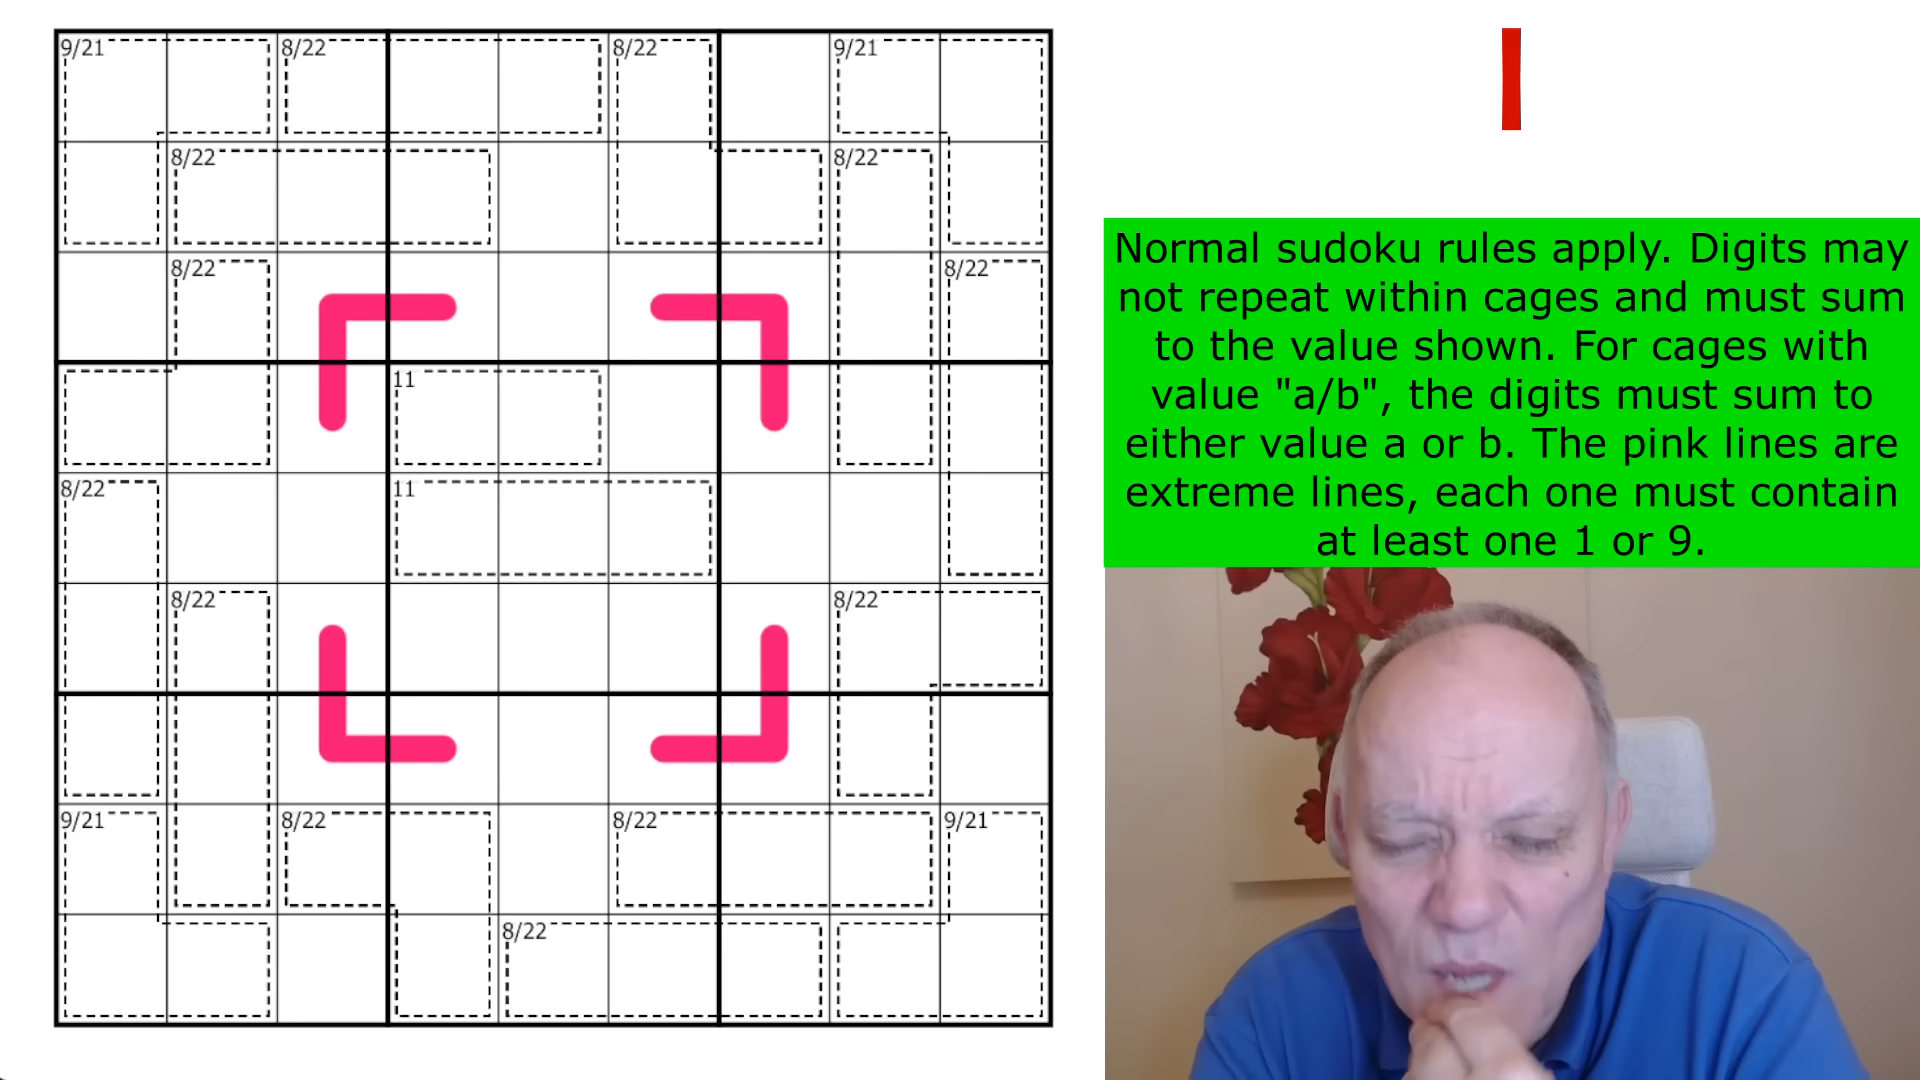 9/21 8/22 8/22 9/21
8/22 8/22
8/22 8/22
11
8/22 11
8/22 8/22
9/21 8/22 8/22 9/21
8/22
Normal sudoku rules apply. Digits may
not repeat within cages and must sum
to the value shown. For cages with
value "a/b", the digits must sum to
either value a or b. The pink lines are
extreme lines, each one must contain
at least one 1 or 9.